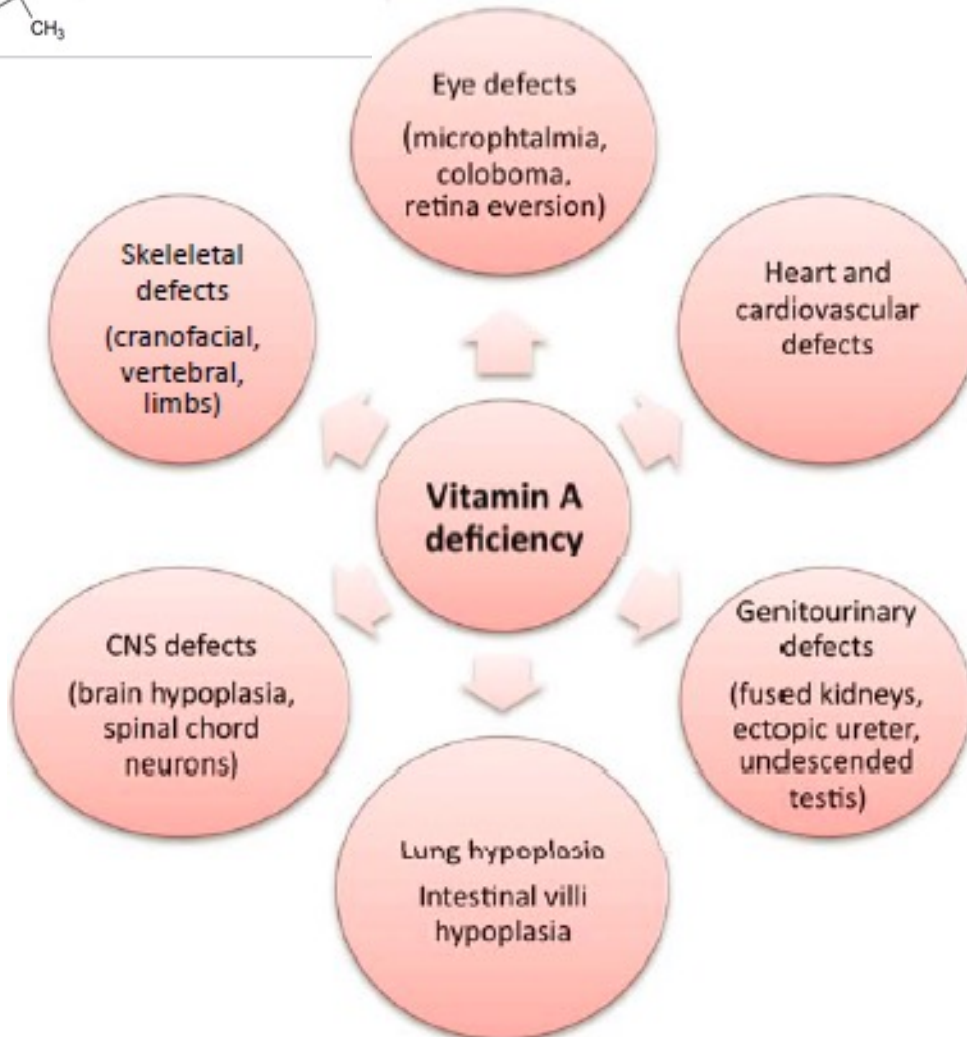 CH3
Eye defects
(microphtalmia,
coloboma,
retina eversion)
Skeleletal
defects
(cranofacial,
vertebral,
limbs)
Heart and
cardiovascular
defects
Vitamin A
deficiency
CNS defects
(brain hypoplasia,
spinal chord
neurons)
Genitourinary
defects
(fused kidneys,
ectopic ureter,
undescended
testis)
Lung hypoplasia
Intestinal villi
hypoplasia